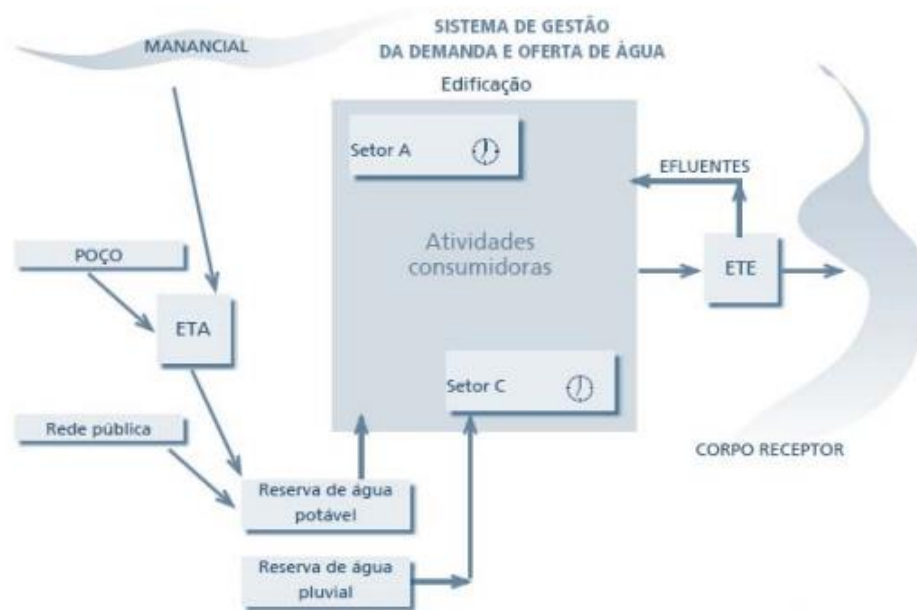 SISTEMA DE GESTÃO
DA DEMANDA E OFERTA DE ÁGUA
MANANCIAL
Edificação
Setor A
EFLUENTES
POÇO
Atividades
consumidoras
ETE
ETA
Setor C
Rede pública
CORPO RECEPTOR
Reserva de água
potável
Reserva de água
pluvial